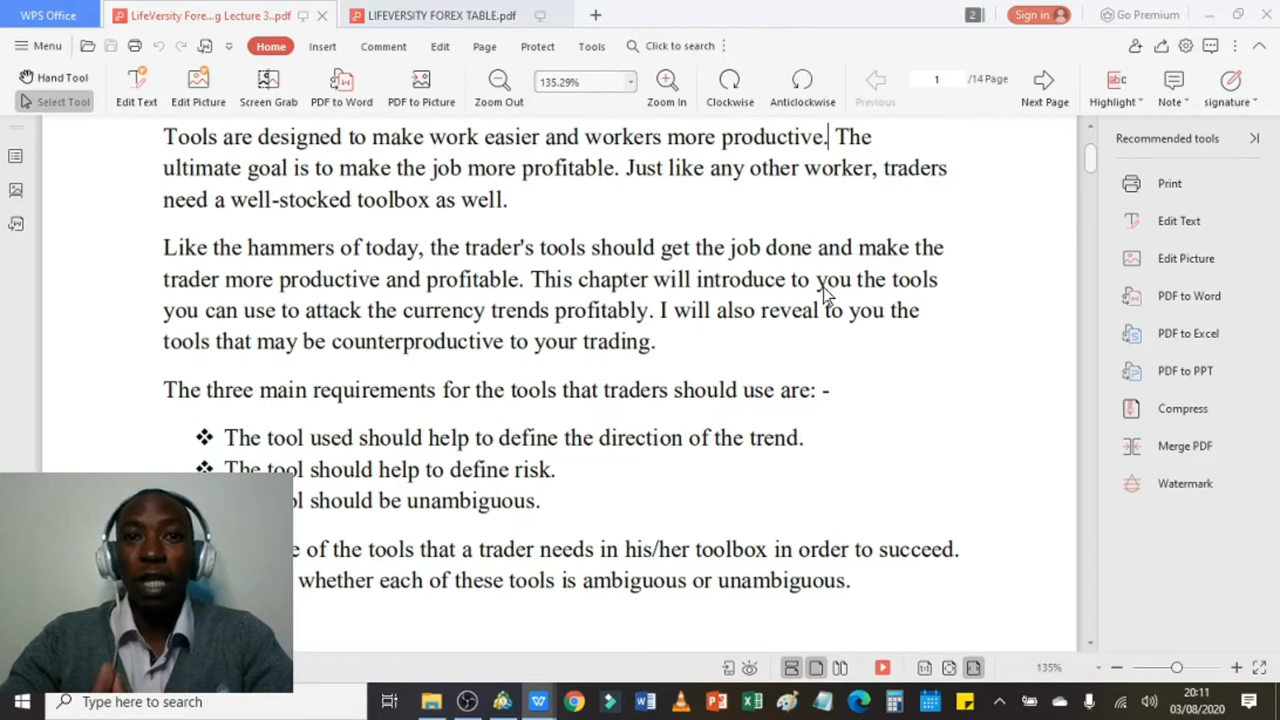 WPS Office
LifeVersity Fore...g Lecture 3..pdf
LIFEVERSITY FOREX TABLE.pdf
2
Sign in
Go Premium
Menu
Home
Insert
Comment
Edit
Page
Protect
Tools
Click to search
Hand Tool
Select Tool
Edit Text
Edit Picture
Screen Grab
PDF to Word
PDF to Picture
Zoom Out
135.29%
Zoom In
Clockwise
Anticlockwise
Previous
1
/14 Page
Next Page
Highlight
Note
signature
Tools are designed to make work easier and workers more productive. The
ultimate goal is to make the job more profitable. Just like any other worker, traders
need a well-stocked toolbox as well.
Like the hammers of today, the trader's tools should get the job done and make the
trader more productive and profitable. This chapter will introduce to you the tools
you can use to attack the currency trends profitably. I will also reveal to you the
tools that may be counterproductive to your trading.
The three main requirements for the tools that traders should use are: -
❖ The tool used should help to define the direction of the trend.
❖ The tool should help to define risk.
ol should be unambiguous.
e of the tools that a trader needs in his/her toolbox in order to succeed.
whether each of these tools is ambiguous or unambiguous.
Recommended tools
Print
Edit Text
Edit Picture
PDF to Word
PDF to Excel
PDF to PPT
Compress
Merge PDF
Watermark
135%
Type here to search
20:11
03/08/2020